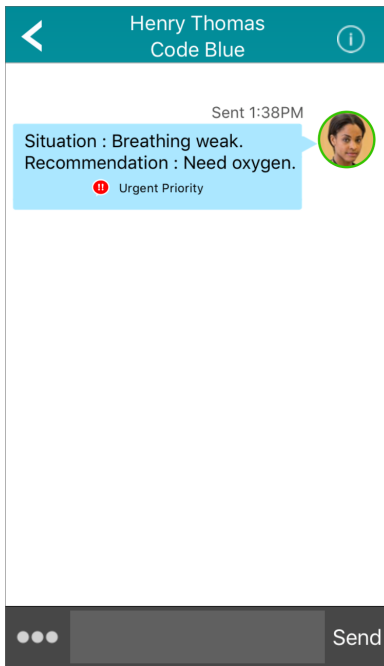 Henry Thomas
Code Blue
Sent 1:38PM
Situation : Breathing weak.
Recommendation : Need oxygen.
!! Urgent Priority
Send